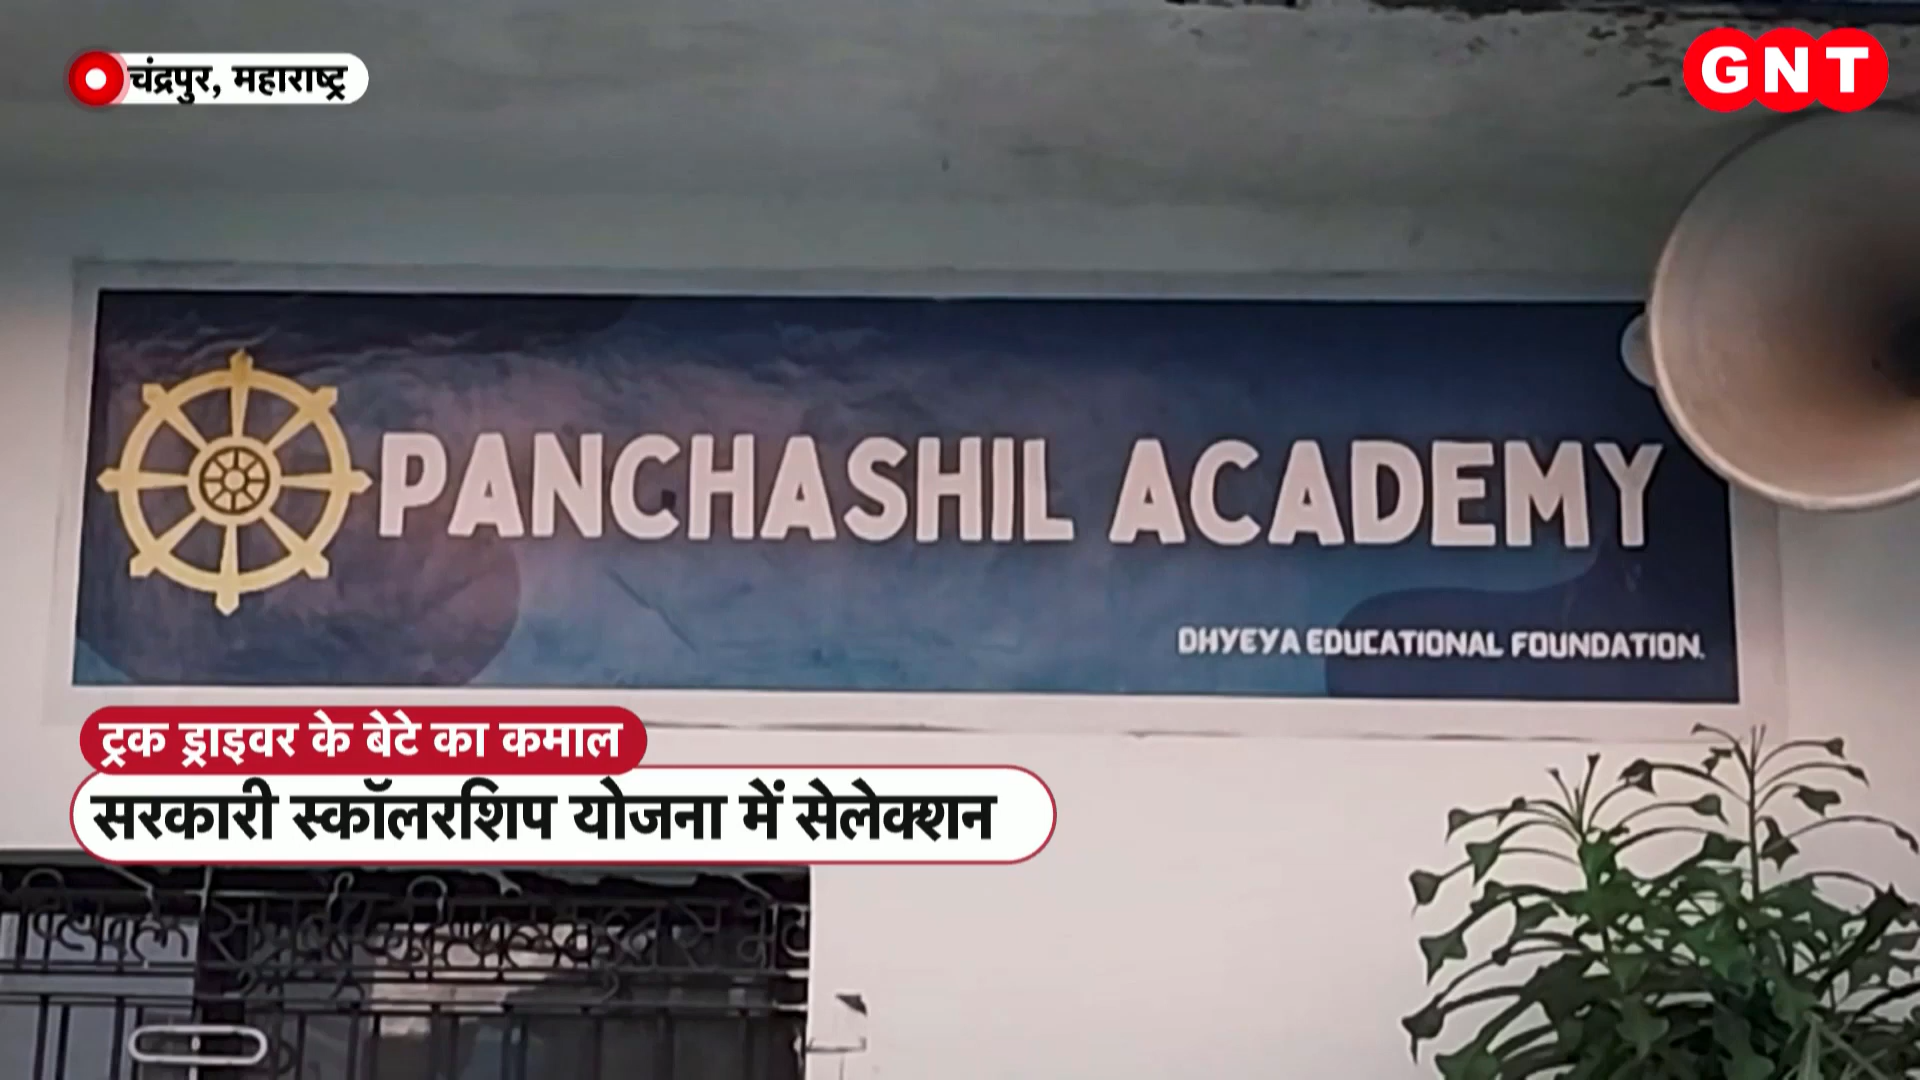 चंद्रपुर, महाराष्ट्र
GNT
PANCHASHIL ACADEMY
DHYEYA EDUCATIONAL FOUNDATION.
ट्रक ड्राइवर के बेटे का कमाल
सरकारी स्कॉलरशिप योजना में सेलेक्शन